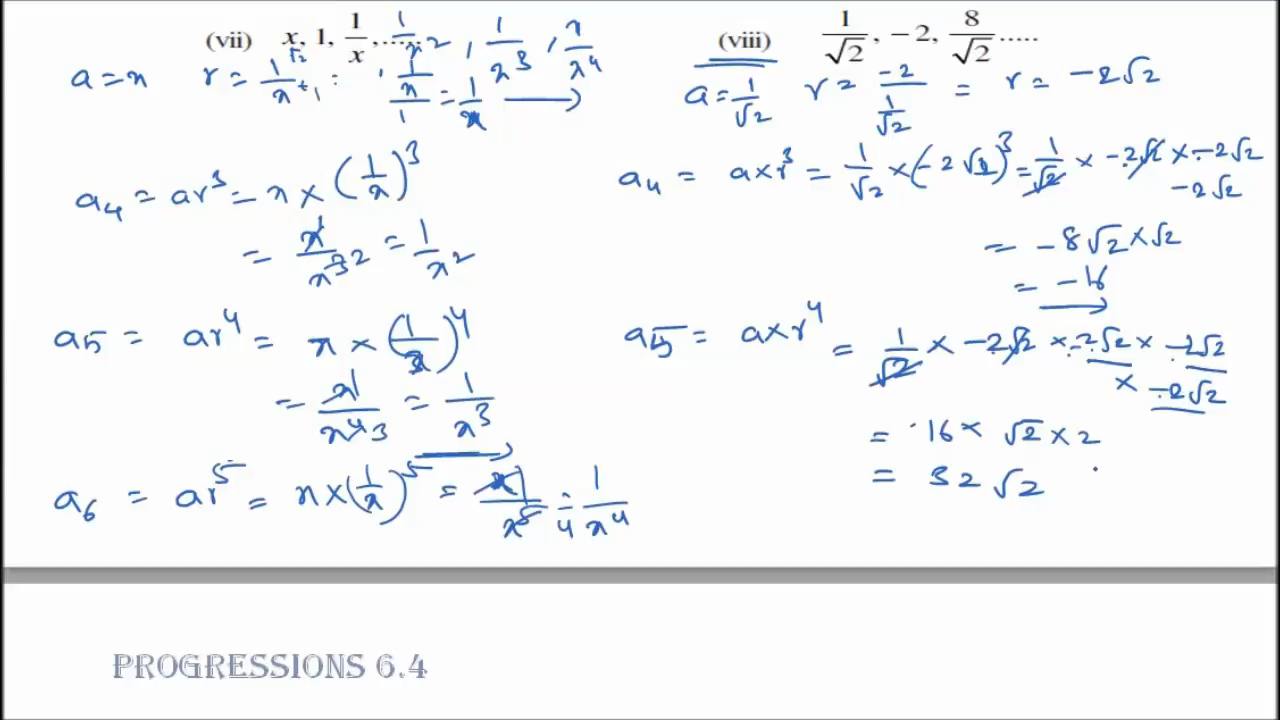 (vii) x, 1, 1/x, ..... 1/x², 1/x³, x/x⁴
a = x r = 1/x = (1/x)/1 = 1/x →
a₄ = ar³ = x × (1/x)³
= x/x³ = 1/x²
a5 = ar⁴ = x × (1/x)⁴
= x/x⁴ = 1/x³
a₆ = ar⁵ = x × (1/x)⁵ = x/x⁵ = 1/x⁴
(viii) 1/√2, −2, 8/√2.....
a = 1/√2 r = −2/(1/√2) = r = −2√2
a₄ = a×r³ = 1/√2 × (−2√2)³ = 1/√2 × −2√2 × −2√2
−2√2
= −8√2 × √2
= −16
a5 = a×r⁴ = 1/√2 × −2√2 × −2√2 × −2√2
× −2√2
= 16 × √2 × 2
= 32√2
PROGRESSIONS 6.4